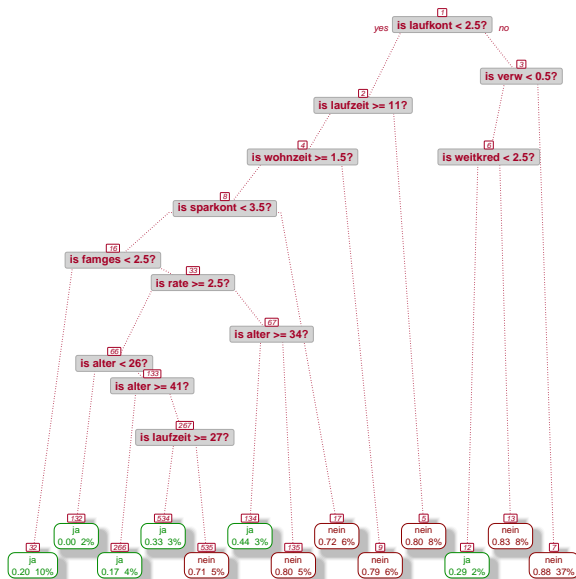 1
yes is laufkont < 2.5? no
3
is verw < 0.5?
2
is laufzeit >= 11?
4
is wohnzeit >= 1.5?
6
is weitkred < 2.5?
8
is sparkont < 3.5?
16
is famges < 2.5?
33
is rate >= 2.5?
67
is alter >= 34?
66
is alter < 26?
133
is alter >= 41?
267
is laufzeit >= 27?
32
ja
0.20 10%
132
ja
0.00 2%
266
ja
0.17 4%
534
ja
0.33 3%
535
nein
0.71 5%
134
ja
0.44 3%
135
nein
0.80 5%
17
nein
0.72 6%
9
nein
0.79 6%
5
nein
0.80 8%
12
ja
0.29 2%
13
nein
0.83 8%
7
nein
0.88 37%